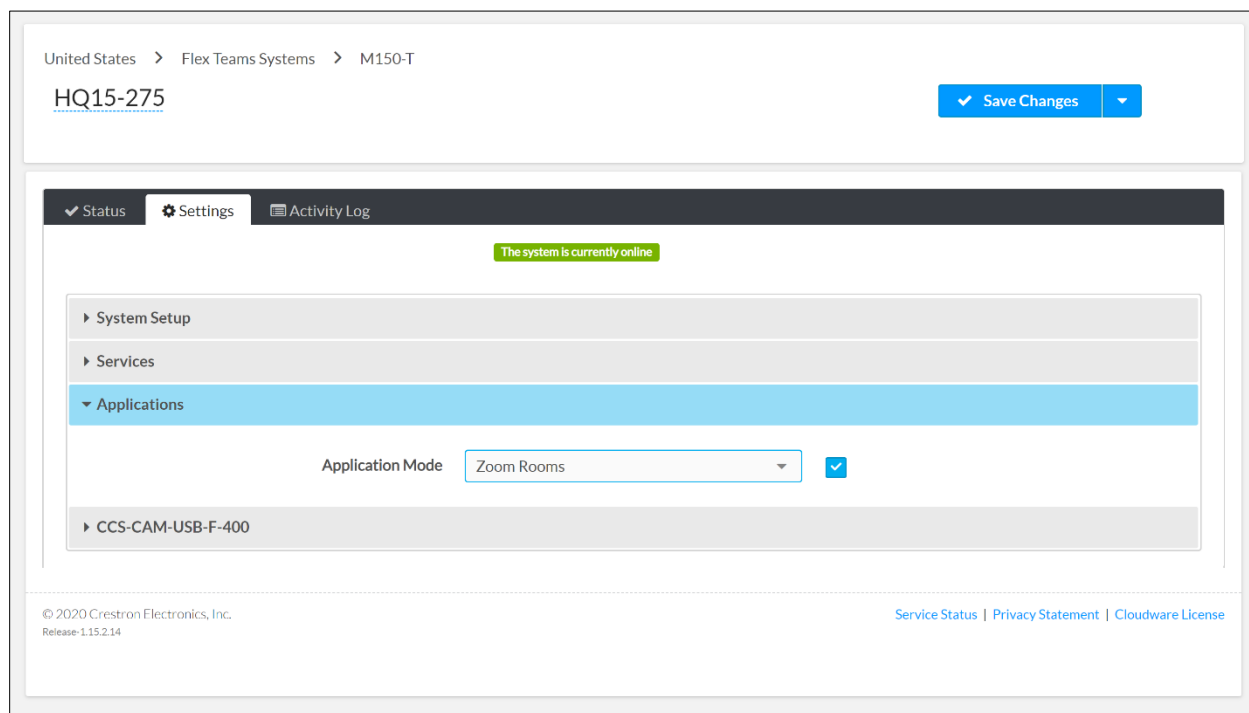 United States > Flex Teams Systems > M150-T
HQ15-275
Save Changes
Status Settings Activity Log
The system is currently online
System Setup
Services
Applications
Application Mode Zoom Rooms
CCS-CAM-USB-F-400
© 2020 Crestron Electronics, Inc. Service Status | Privacy Statement | Cloudware License
Release-1.15.2.14